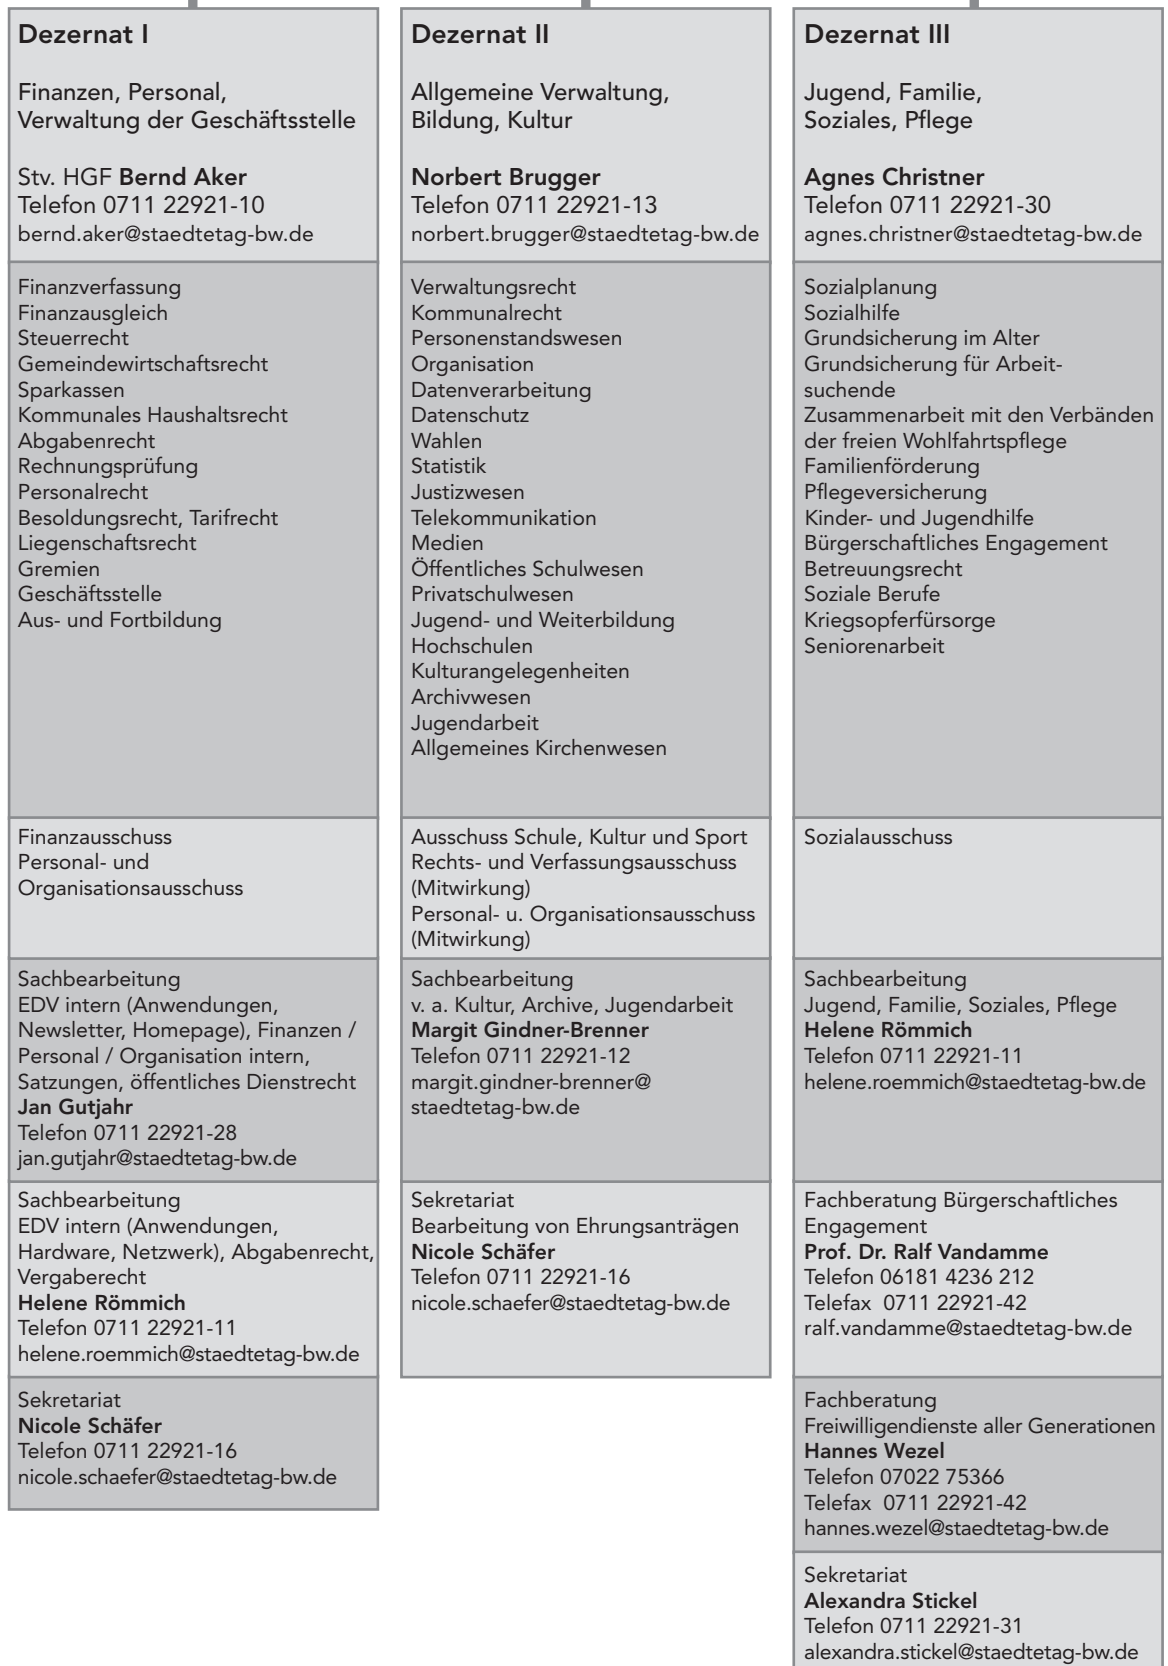 Dezernat I
Finanzen, Personal,
Verwaltung der Geschäftsstelle
Stv. HGF Bernd Aker
Telefon 0711 22921-10
bernd.aker@staedtetag-bw.de
Finanzverfassung
Finanzausgleich
Steuerrecht
Gemeindewirtschaftsrecht
Sparkassen
Kommunales Haushaltsrecht
Abgabenrecht
Rechnungsprüfung
Personalrecht
Besoldungsrecht, Tarifrecht
Liegenschaftsrecht
Gremien
Geschäftsstelle
Aus- und Fortbildung
Finanzausschuss
Personal- und
Organisationsausschuss
Sachbearbeitung
EDV intern (Anwendungen,
Newsletter, Homepage), Finanzen /
Personal / Organisation intern,
Satzungen, öffentliches Dienstrecht
Jan Gutjahr
Telefon 0711 22921-28
jan.gutjahr@staedtetag-bw.de
Sachbearbeitung
EDV intern (Anwendungen,
Hardware, Netzwerk), Abgabenrecht,
Vergaberecht
Helene Römmich
Telefon 0711 22921-11
helene.roemmich@staedtetag-bw.de
Sekretariat
Nicole Schäfer
Telefon 0711 22921-16
nicole.schaefer@staedtetag-bw.de
Dezernat II
Allgemeine Verwaltung,
Bildung, Kultur
Norbert Brugger
Telefon 0711 22921-13
norbert.brugger@staedtetag-bw.de
Verwaltungsrecht
Kommunalrecht
Personenstandswesen
Organisation
Datenverarbeitung
Datenschutz
Wahlen
Statistik
Justizwesen
Telekommunikation
Medien
Öffentliches Schulwesen
Privatschulwesen
Jugend- und Weiterbildung
Hochschulen
Kulturangelegenheiten
Archivwesen
Jugendarbeit
Allgemeines Kirchenwesen
Ausschuss Schule, Kultur und Sport
Rechts- und Verfassungsausschuss
(Mitwirkung)
Personal- u. Organisationsausschuss
(Mitwirkung)
Sachbearbeitung
v. a. Kultur, Archive, Jugendarbeit
Margit Gindner-Brenner
Telefon 0711 22921-12
margit.gindner-brenner@
staedtetag-bw.de
Sekretariat
Bearbeitung von Ehrungsanträgen
Nicole Schäfer
Telefon 0711 22921-16
nicole.schaefer@staedtetag-bw.de
Dezernat III
Jugend, Familie,
Soziales, Pflege
Agnes Christner
Telefon 0711 22921-30
agnes.christner@staedtetag-bw.de
Sozialplanung
Sozialhilfe
Grundsicherung im Alter
Grundsicherung für Arbeit-
suchende
Zusammenarbeit mit den Verbänden
der freien Wohlfahrtspflege
Familienförderung
Pflegeversicherung
Kinder- und Jugendhilfe
Bürgerschaftliches Engagement
Betreuungsrecht
Soziale Berufe
Kriegsopferfürsorge
Seniorenarbeit
Sozialausschuss
Sachbearbeitung
Jugend, Familie, Soziales, Pflege
Helene Römmich
Telefon 0711 22921-11
helene.roemmich@staedtetag-bw.de
Fachberatung Bürgerschaftliches
Engagement
Prof. Dr. Ralf Vandamme
Telefon 06181 4236 212
Telefax 0711 22921-42
ralf.vandamme@staedtetag-bw.de
Fachberatung
Freiwilligendienste aller Generationen
Hannes Wezel
Telefon 07022 75366
Telefax 0711 22921-42
hannes.wezel@staedtetag-bw.de
Sekretariat
Alexandra Stickel
Telefon 0711 22921-31
alexandra.stickel@staedtetag-bw.de